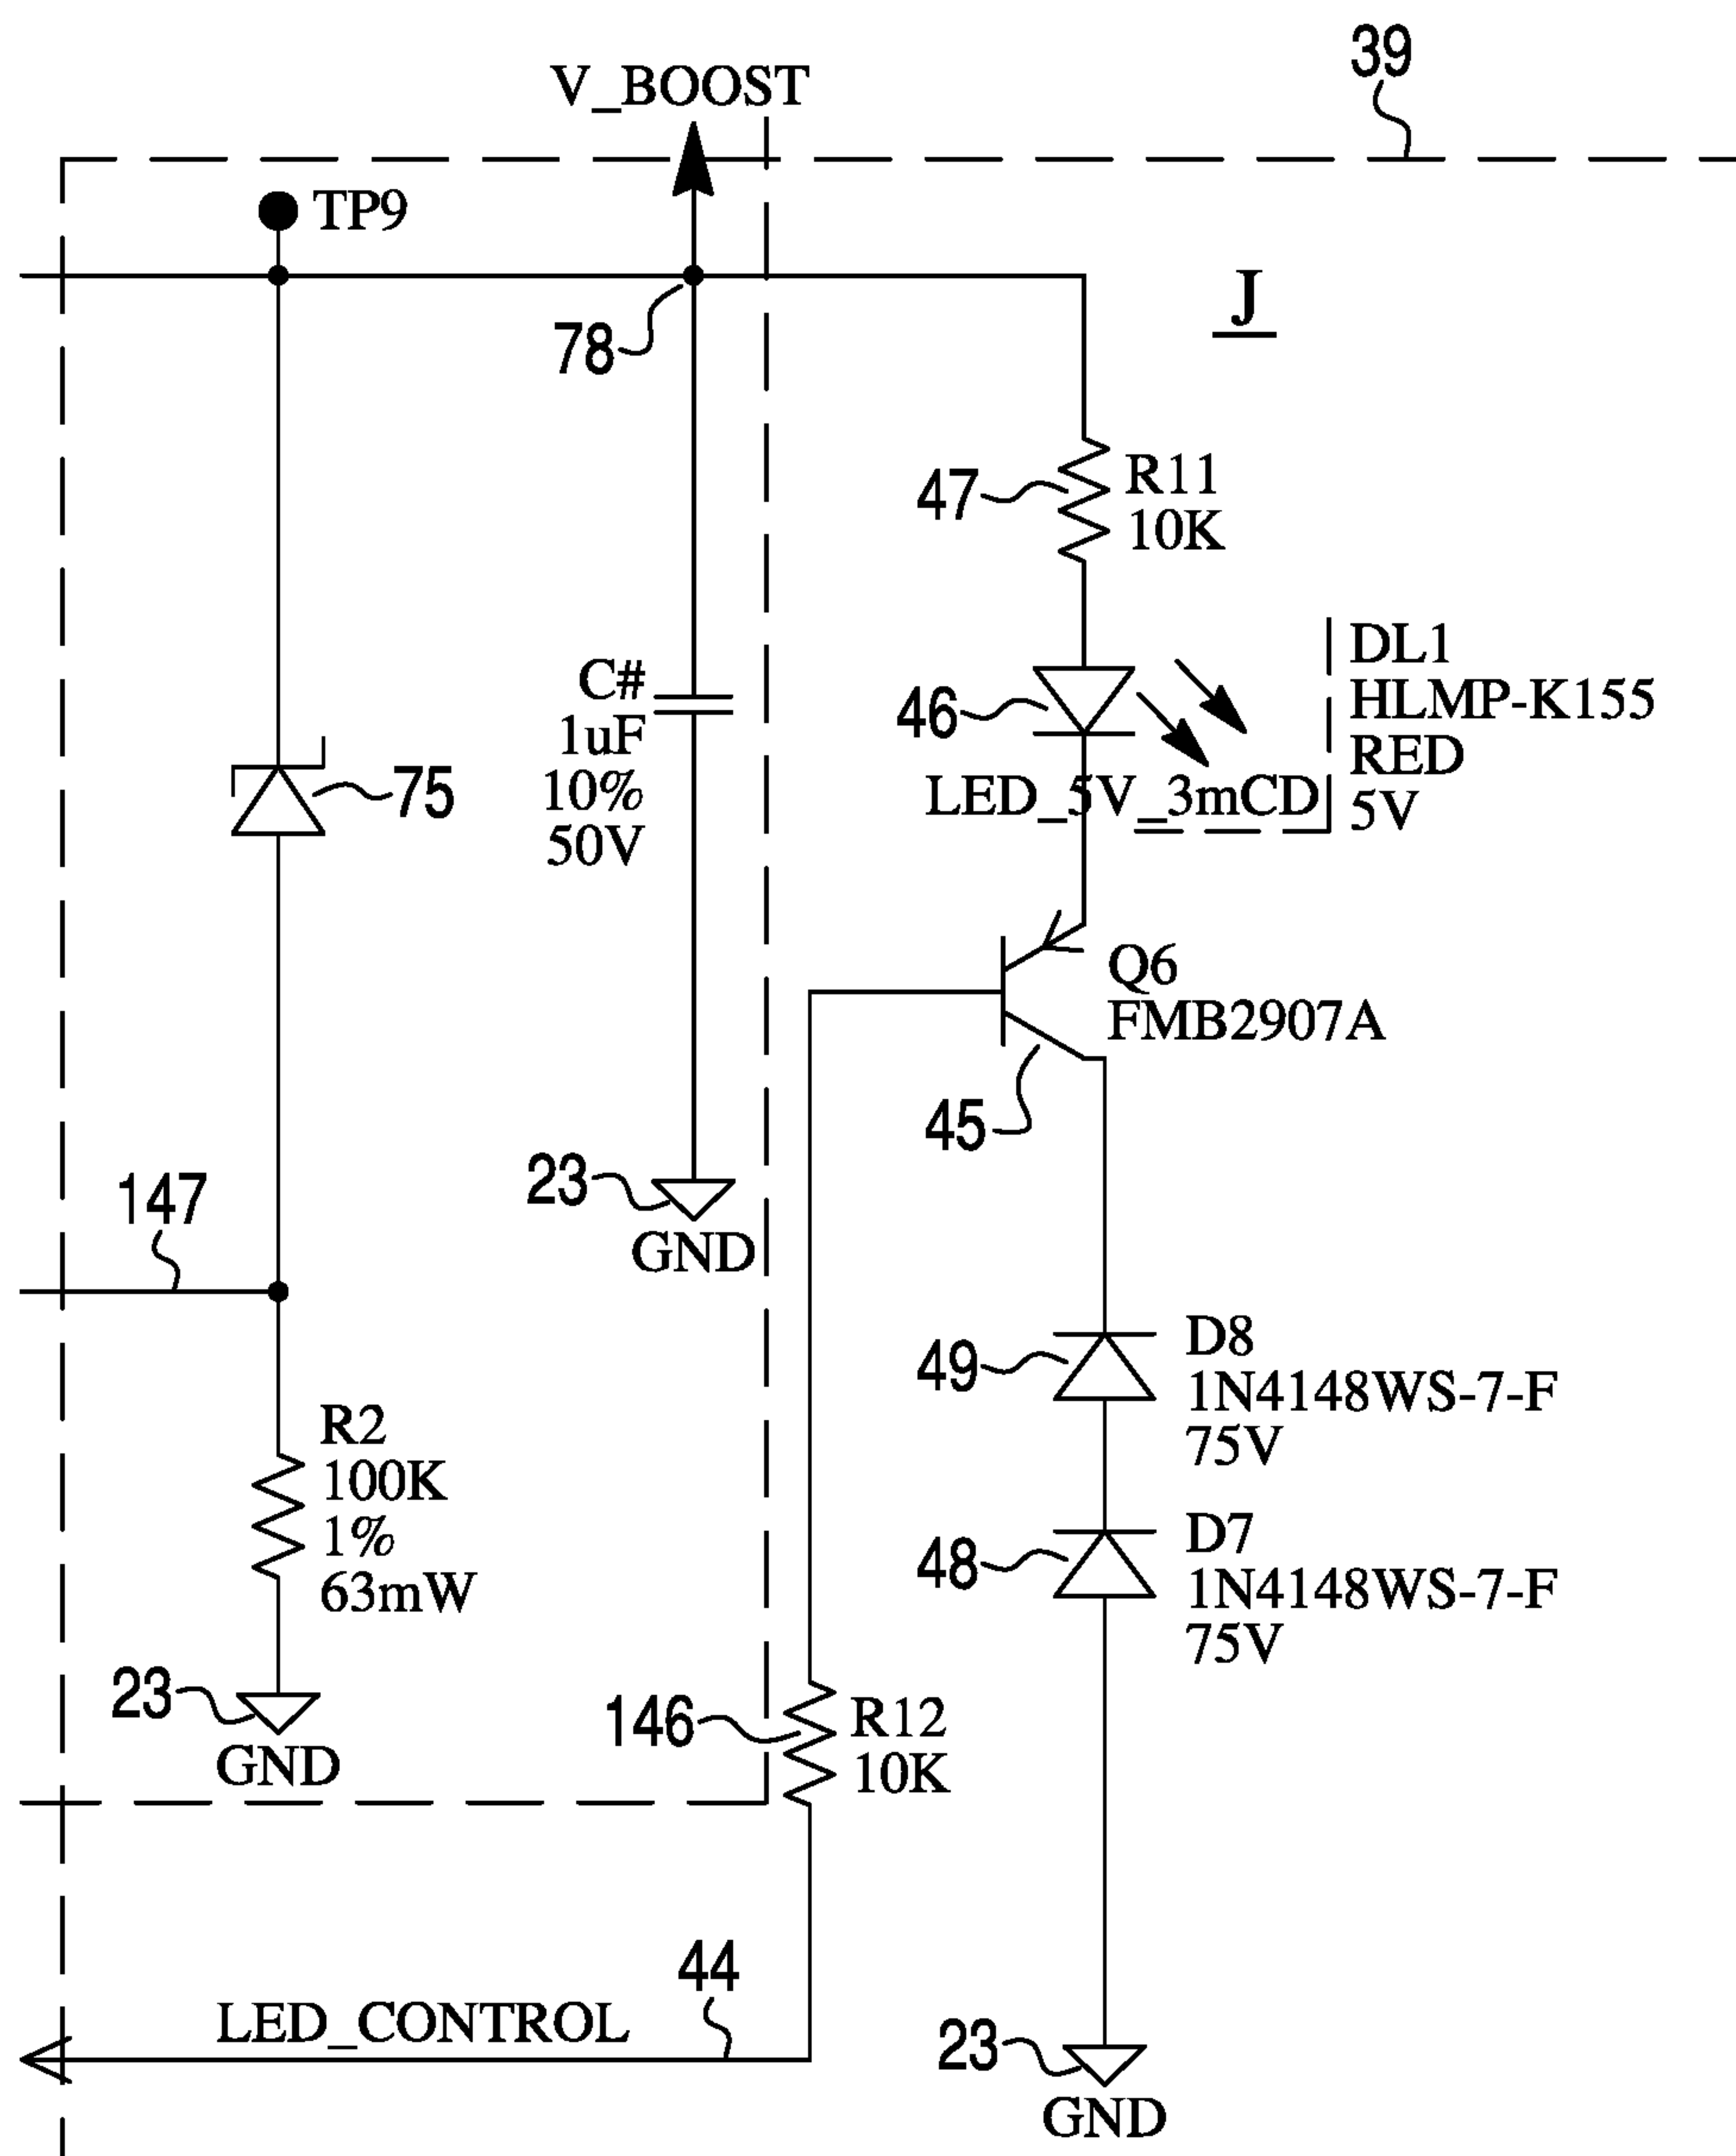 39
V_BOOST
TP9
J
78
47
R11
10K
C#
1uF
10%
50V
46
DL1
HLMP-K155
RED
5V
LED_5V_3mCD
75
Q6
FMB2907A
45
23
GND
147
49
D8
1N4148WS-7-F
75V
R2
100K
1%
63mW
48
D7
1N4148WS-7-F
75V
23
GND
146
R12
10K
44
LED_CONTROL
23
GND